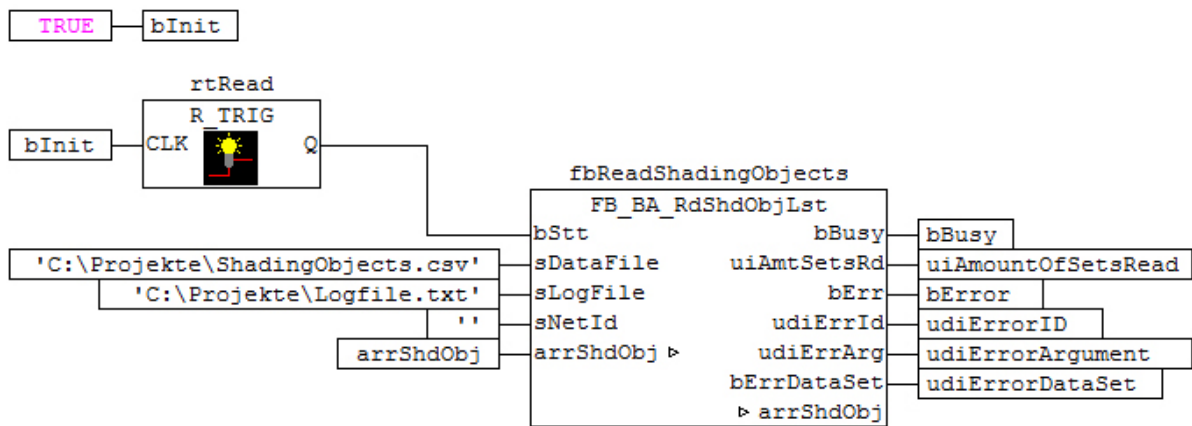 TRUE bInit
rtRead
R_TRIG
bInit CLK Q
fbReadShadingObjects
FB_BA_RdShdObjLst
bStt bBusy bBusy
'C:\Projekte\ShadingObjects.csv' sDataFile uiAmtSetsRd uiAmountOfSetsRead
'C:\Projekte\Logfile.txt' sLogFile bErr bError
'' sNetId udiErrId udiErrorID
arrShdObj arrShdObj ▹ udiErrArg udiErrorArgument
bErrDataSet udiErrorDataSet
▹ arrShdObj